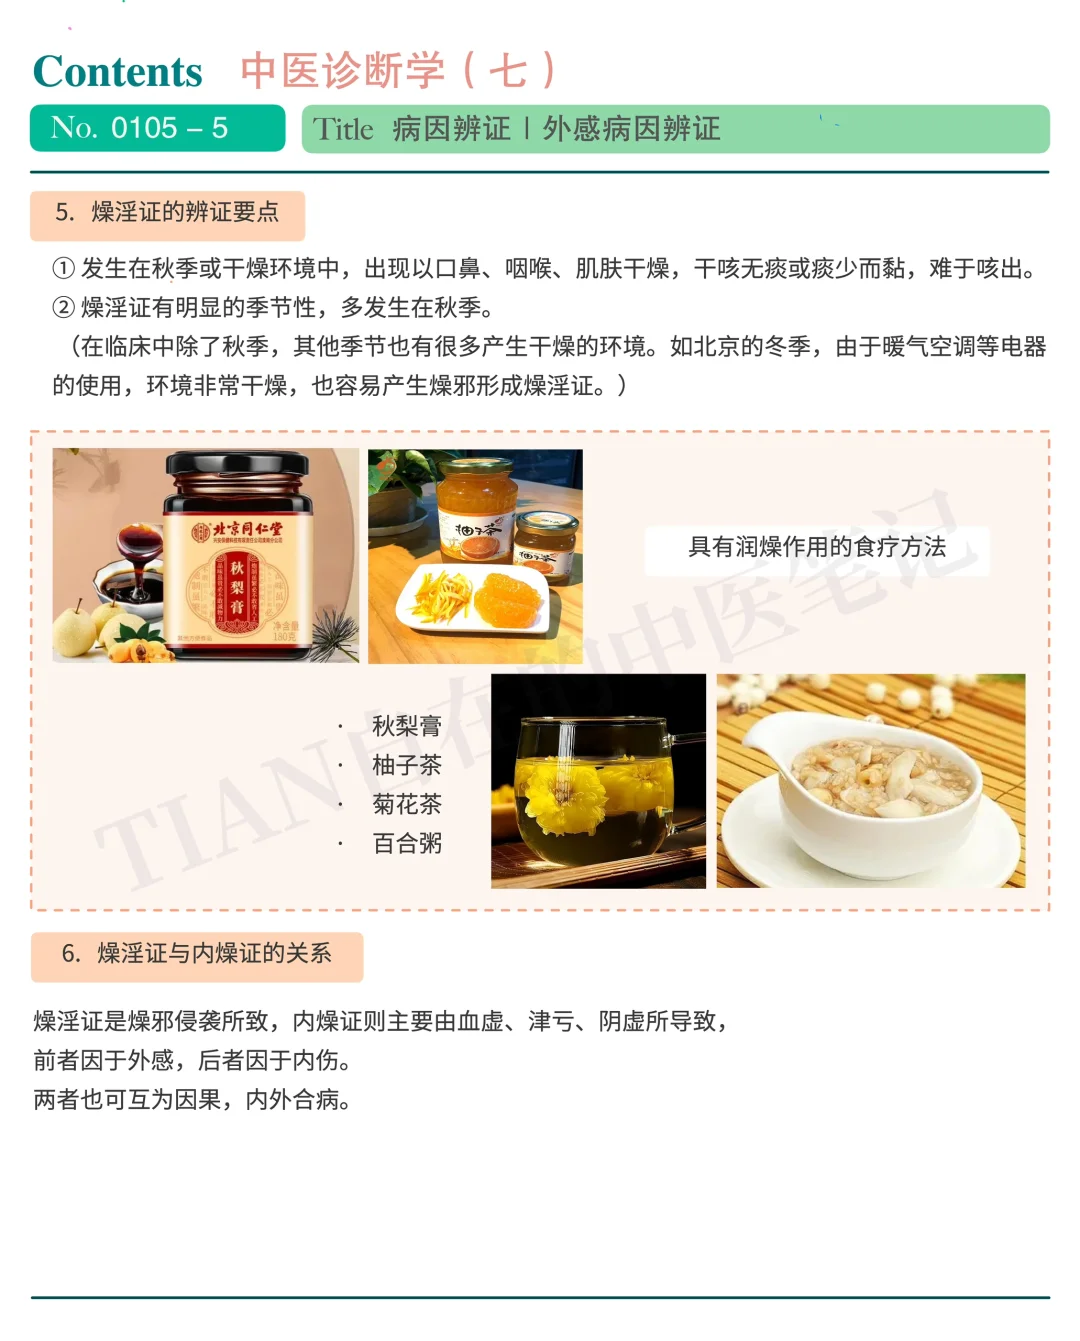 Contents 中医诊断学（七）
No. 0105 – 5
Title 病因辨证 | 外感病因辨证
5. 燥淫证的辨证要点
① 发生在秋季或干燥环境中，出现以口鼻、咽喉、肌肤干燥，干咳无痰或痰少而黏，难于咳出。
② 燥淫证有明显的季节性，多发生在秋季。
（在临床中除了秋季，其他季节也有很多产生干燥的环境。如北京的冬季，由于暖气空调等电器
的使用，环境非常干燥，也容易产生燥邪形成燥淫证。）
北京同仁堂
秋梨膏
净含量
180克
柚子茶
柚子茶
具有润燥作用的食疗方法
· 秋梨膏
· 柚子茶
· 菊花茶
· 百合粥
TIAN自在的中医笔记
6. 燥淫证与内燥证的关系
燥淫证是燥邪侵袭所致，内燥证则主要由血虚、津亏、阴虚所导致，
前者因于外感，后者因于内伤。
两者也可互为因果，内外合病。